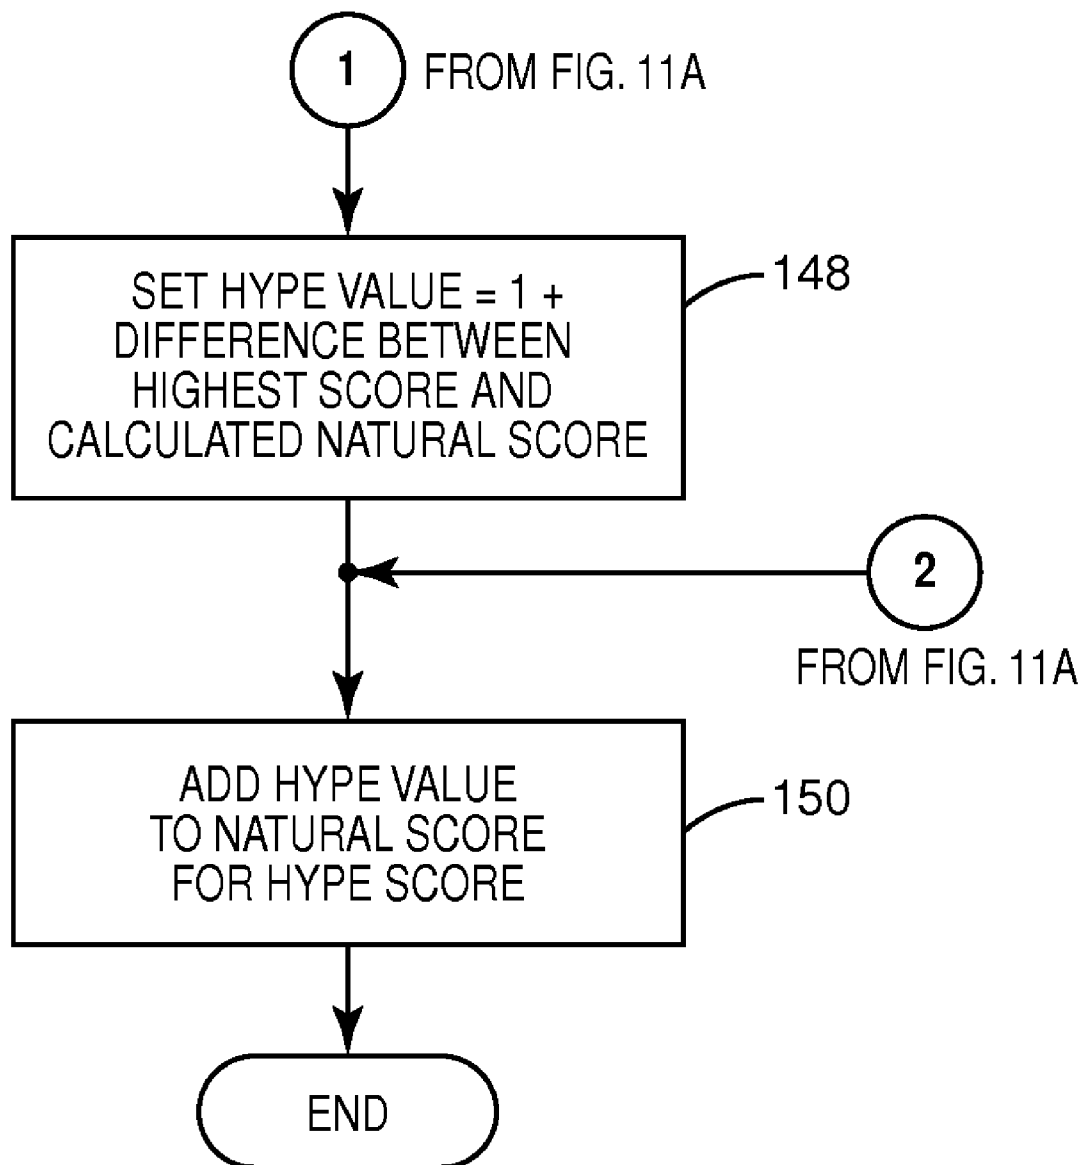 1 FROM FIG. 11A
SET HYPE VALUE = 1 +
DIFFERENCE BETWEEN
HIGHEST SCORE AND
CALCULATED NATURAL SCORE
148
2
FROM FIG. 11A
ADD HYPE VALUE
TO NATURAL SCORE
FOR HYPE SCORE
150
END